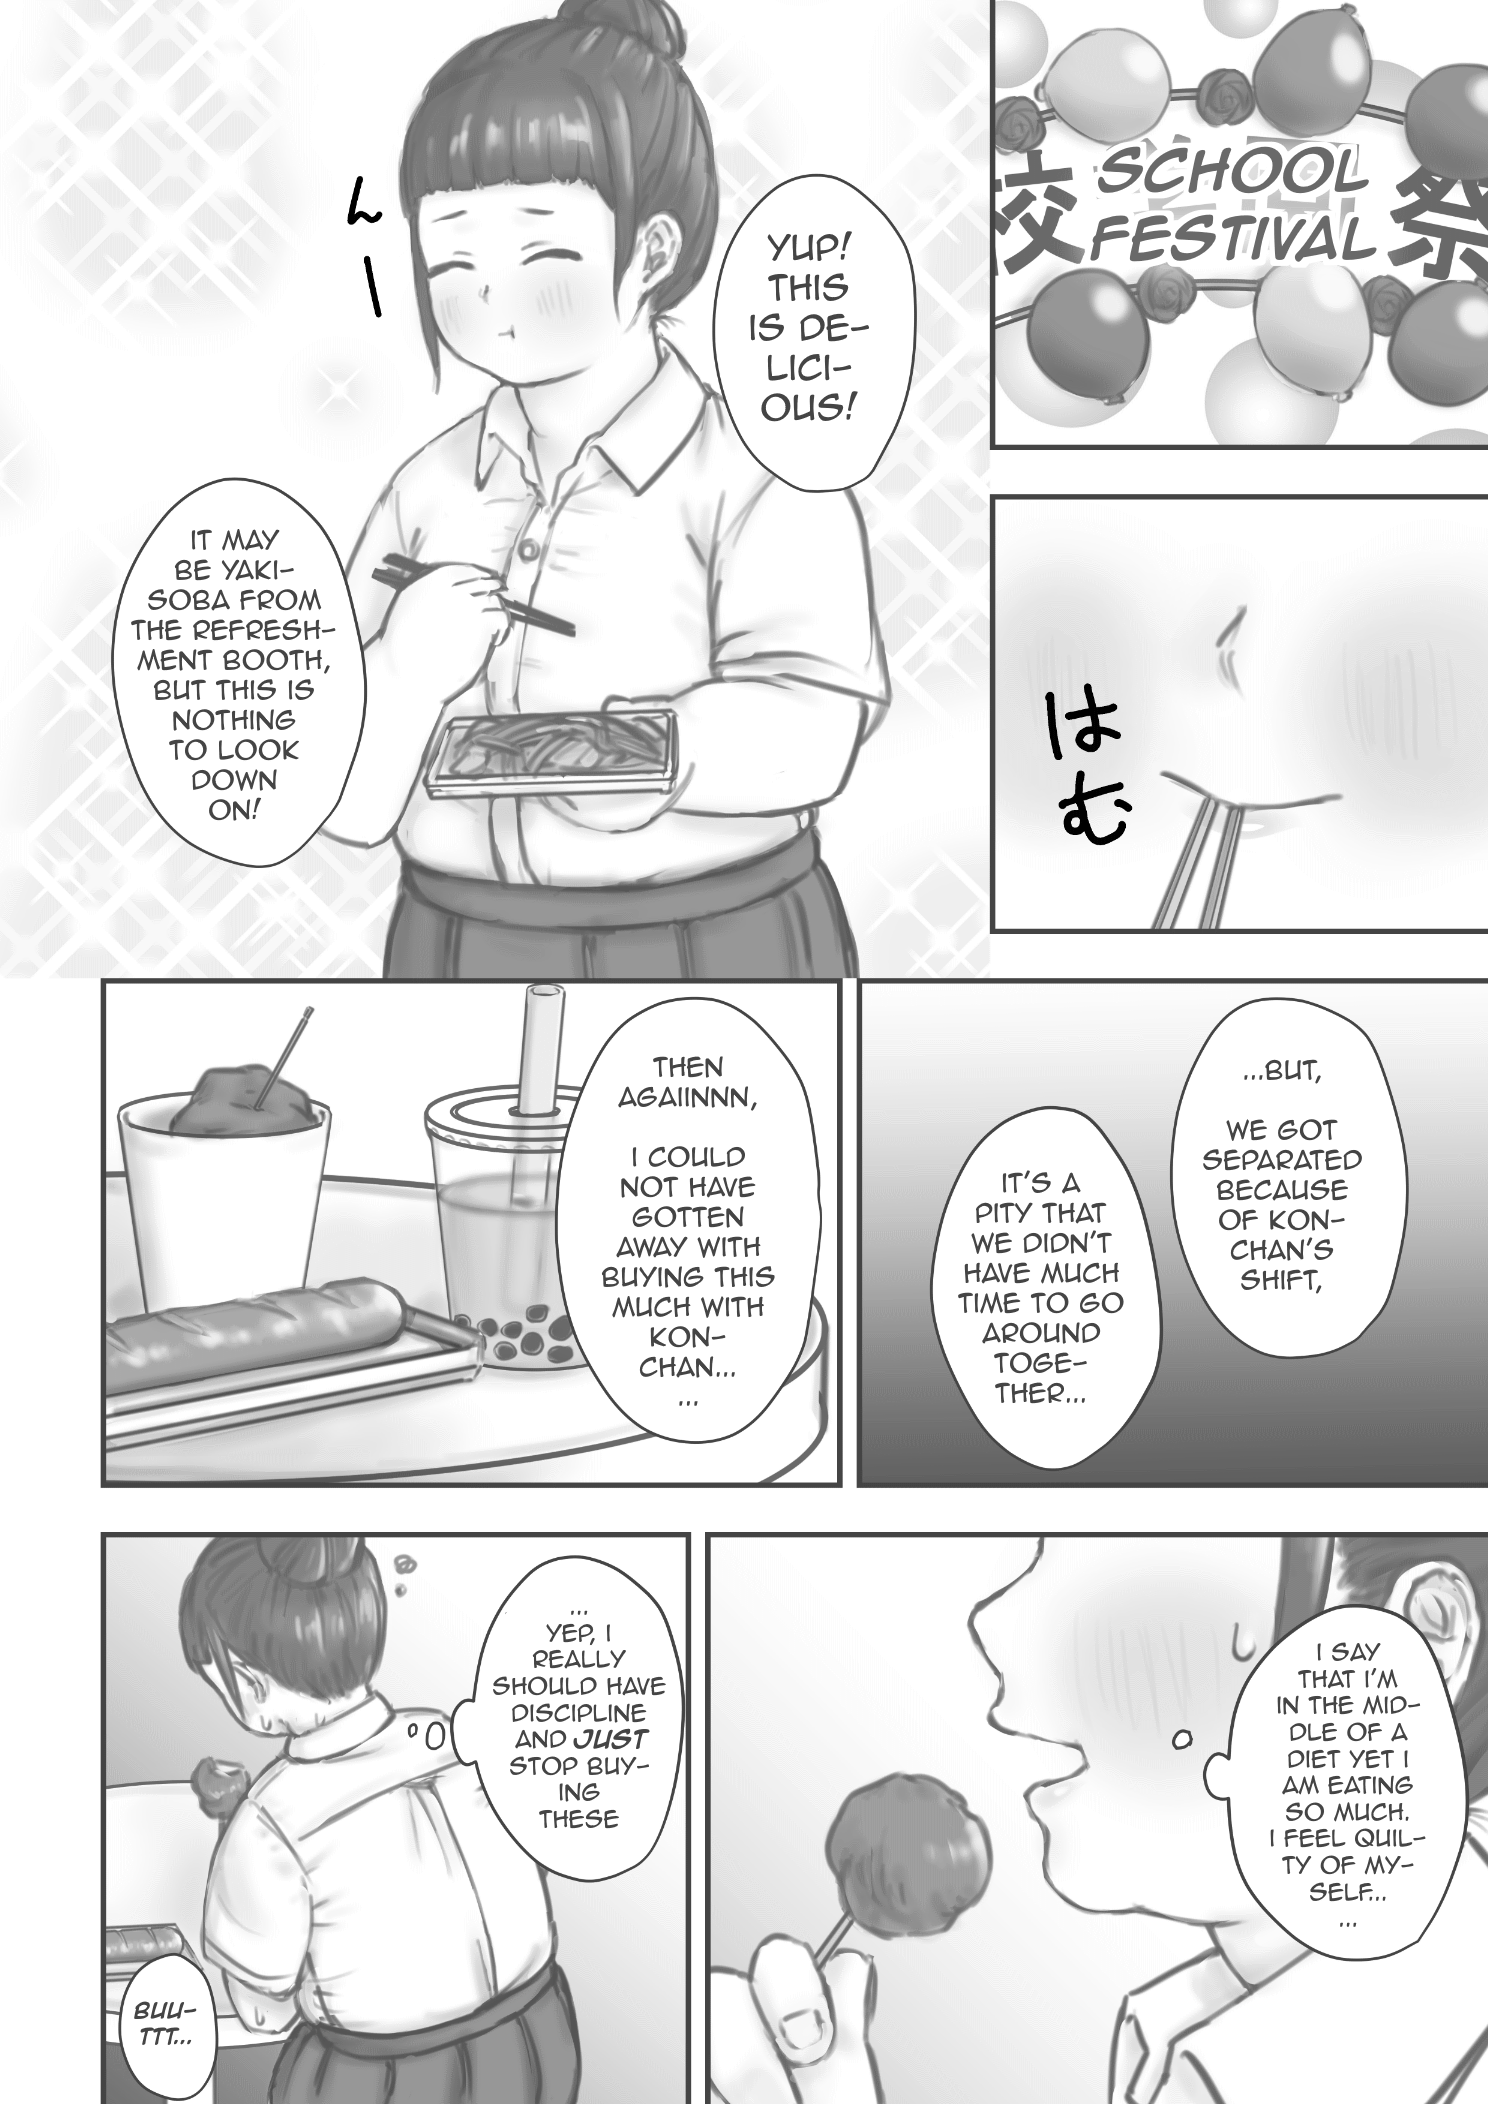 校 SCHOOL 祭
FESTIVAL
はむ
YUP!
THIS
IS DE-
LICI-
OUS!
んー
IT MAY
BE YAKI-
SOBA FROM
THE REFRESH-
MENT BOOTH,
BUT THIS IS
NOTHING
TO LOOK
DOWN
ON!
...BUT,
WE GOT
SEPARATED
BECAUSE
OF KON-
CHAN'S
SHIFT,
IT'S A
PITY THAT
WE DIDN'T
HAVE MUCH
TIME TO GO
AROUND
TOGE-
THER...
THEN
AGAIINNN,
I COULD
NOT HAVE
GOTTEN
AWAY WITH
BUYING THIS
MUCH WITH
KON-
CHAN...
...
I SAY
THAT I'M
IN THE MID-
DLE OF A
DIET YET I
AM EATING
SO MUCH.
I FEEL QUIL-
TY OF MY-
SELF...
...
...
YEP, I
REALLY
SHOULD HAVE
DISCIPLINE
AND JUST
STOP BUY-
ING
THESE
BUU-
TTT...